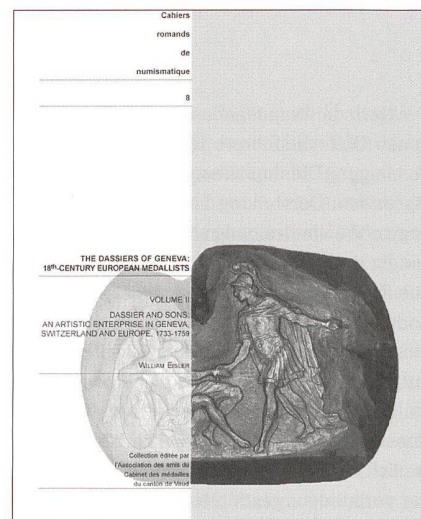 Cahiers
romands
de
numismatique
8
THE DASSIERS OF GENEVA:
18th-CENTURY EUROPEAN MEDALLISTS
VOLUME II
DASSIER AND SONS:
AN ARTISTIC ENTERPRISE IN GENEVA,
SWITZERLAND AND EUROPE, 1733-1759
WILLIAM EISLER
Collection éditée par
l'Association des amis du
Cabinet des médailles
du canton de Vaud